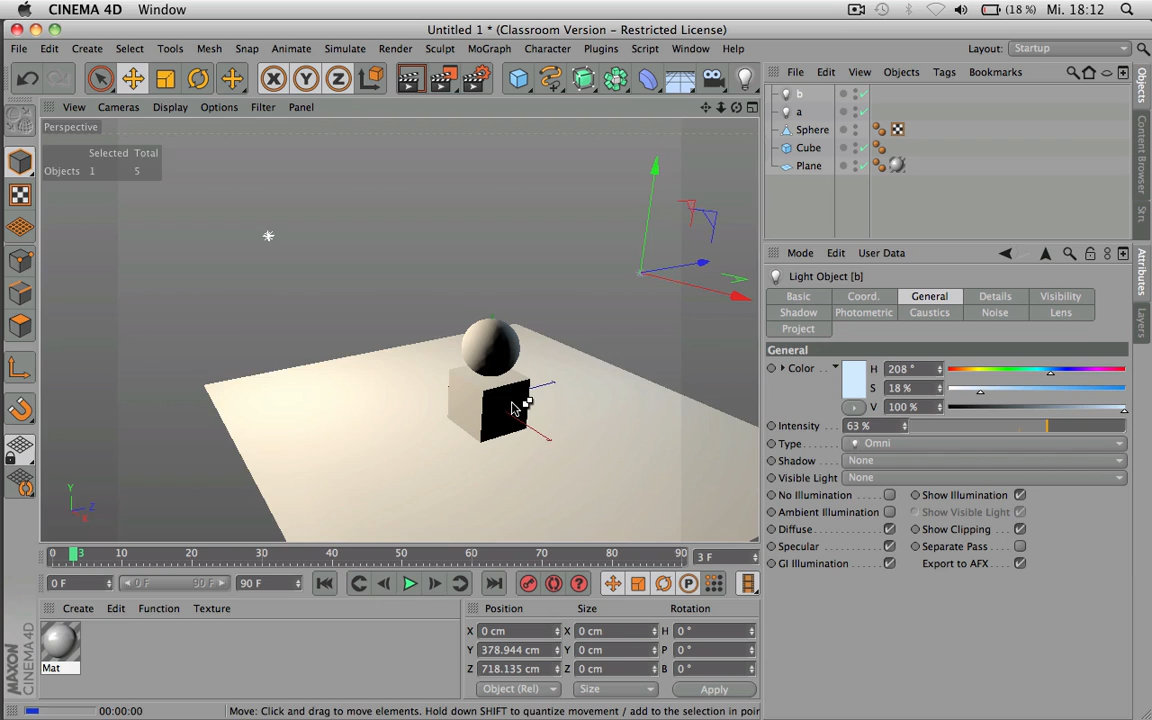 CINEMA 4D Window (18 %) Mi. 18:12
Untitled 1 * (Classroom Version - Restricted License)
File Edit Create Select Tools Mesh Snap Animate Simulate Render Sculpt MoGraph Character Plugins Script Window Help Layout: Startup
X Y Z
File Edit View Objects Tags Bookmarks
Objects
Content Browser
Str
View Cameras Display Options Filter Panel
b
a
Sphere
Cube
Plane
Perspective
Selected Total
Objects 1 5
Mode Edit User Data
Attributes
Layers
Light Object [b]
Basic Coord. General Details Visibility
Shadow Photometric Caustics Noise Lens
Project
General
Color H 208 °
S 18 %
V 100 %
Intensity 63 %
Type Omni
Shadow None
Visible Light None
No Illumination Show Illumination
Ambient Illumination Show Visible Light
Diffuse Show Clipping
Specular Separate Pass
GI Illumination Export to AFX
Y
Z
X
0 3 10 20 30 40 50 60 70 80 90 3 F
0 F 0 F 90 F 90 F P
Create Edit Function Texture
Mat
Position Size Rotation
X 0 cm X 0 cm H 0 °
Y 378.944 cm Y 0 cm P 0 °
Z 718.135 cm Z 0 cm B 0 °
Object (Rel) Size Apply
MAXON
CINEMA 4D
00:00:00 Move: Click and drag to move elements. Hold down SHIFT to quantize movement / add to the selection in poin